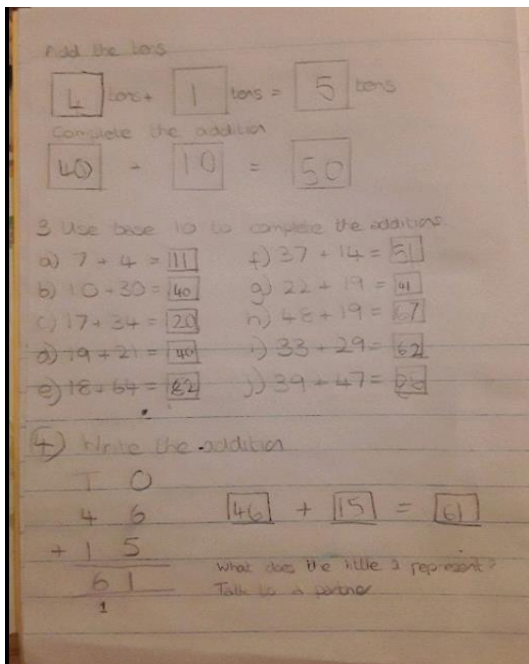 Add the tens
4 tens + 1 tens = 5 tens
Complete the addition
40 + 10 = 50
3 Use base 10 to complete the additions.
a) 7 + 4 = 11
f) 37 + 14 = 51
b) 10 + 30 = 40
g) 22 + 19 = 41
c) 17 + 34 = 20
h) 48 + 19 = 67
d) 19 + 21 = 40
i) 33 + 29 = 62
e) 18 + 64 = 82
j) 39 + 47 =
4) Write the addition
T O
4 6
46 + 15 = 61
+ 1 5
6 1
1
What does the little 1 represent?
Talk to a partner